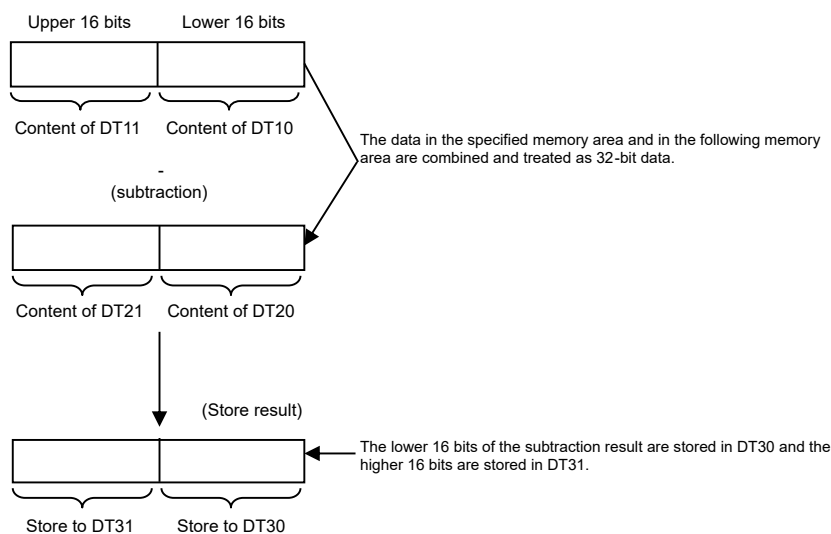 Upper 16 bits Lower 16 bits
Content of DT11 Content of DT10
The data in the specified memory area and in the following memory
area are combined and treated as 32-bit data.
-
(subtraction)
Content of DT21 Content of DT20
(Store result)
The lower 16 bits of the subtraction result are stored in DT30 and the
higher 16 bits are stored in DT31.
Store to DT31 Store to DT30